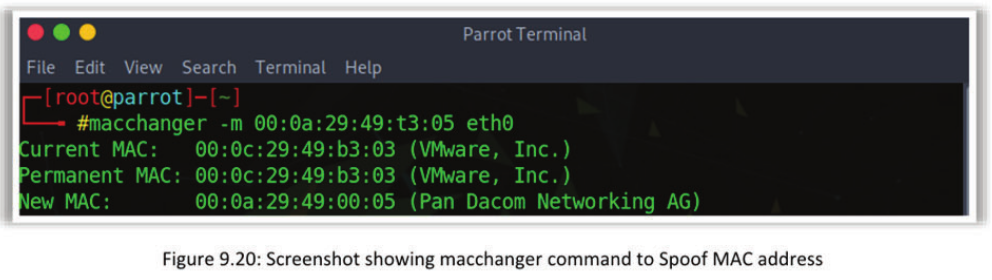 Parrot Terminal
File Edit View Search Terminal Help
[root@parrot]─[~]
#macchanger -m 00:0a:29:49:t3:05 eth0
Current MAC: 00:0c:29:49:b3:03 (VMware, Inc.)
Permanent MAC: 00:0c:29:49:b3:03 (VMware, Inc.)
New MAC: 00:0a:29:49:00:05 (Pan Dacom Networking AG)
Figure 9.20: Screenshot showing macchanger command to Spoof MAC address